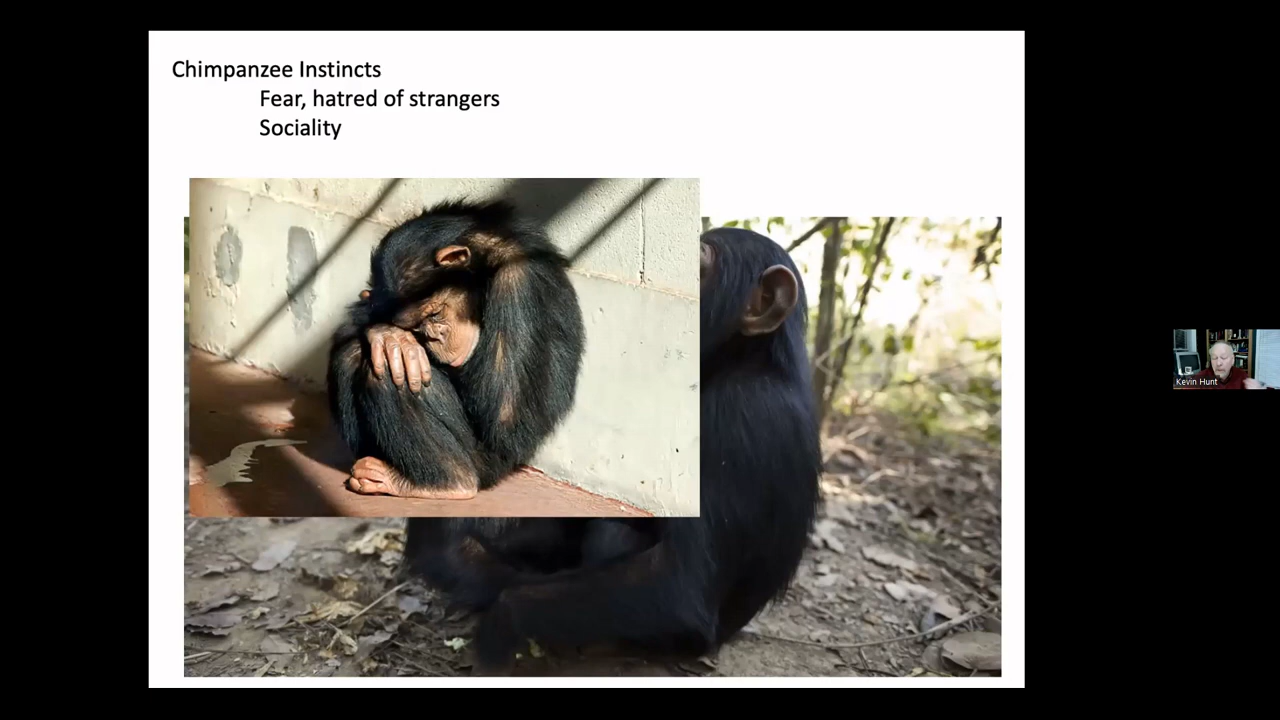 Chimpanzee Instincts
Fear, hatred of strangers
Sociality
Kevin Hunt